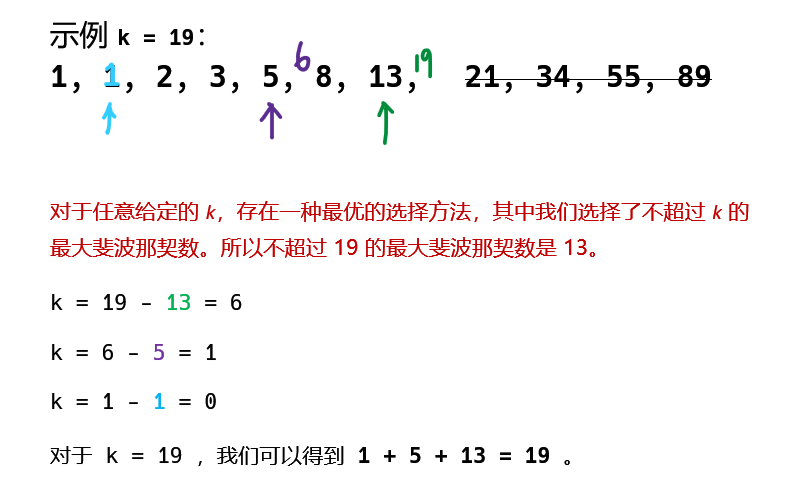 示例 k = 19：
6 19
1, 1, 2, 3, 5, 8, 13, 21, 34, 55, 89
对于任意给定的 k，存在一种最优的选择方法，其中我们选择了不超过 k 的
最大斐波那契数。所以不超过 19 的最大斐波那契数是 13。
k = 19 - 13 = 6
k = 6 - 5 = 1
k = 1 - 1 = 0
对于 k = 19 ，我们可以得到 1 + 5 + 13 = 19 。